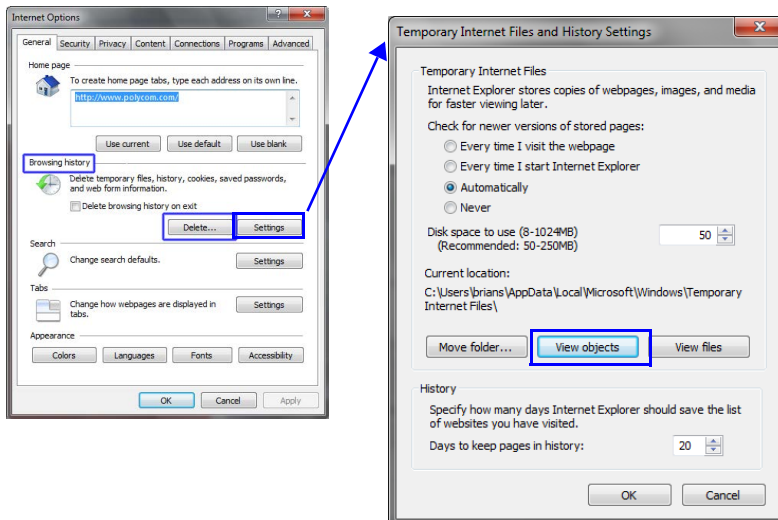 Internet Options
General Security Privacy Content Connections Programs Advanced
Home page
To create home page tabs, type each address on its own line.
http://www.polycom.com/
Use current Use default Use blank
Browsing history
Delete temporary files, history, cookies, saved passwords,
and web form information.
Delete browsing history on exit
Delete... Settings
Search
Change search defaults. Settings
Tabs
Change how webpages are displayed in Settings
tabs.
Appearance
Colors Languages Fonts Accessibility
OK Cancel Apply
Temporary Internet Files and History Settings
Temporary Internet Files
Internet Explorer stores copies of webpages, images, and media
for faster viewing later.
Check for newer versions of stored pages:
Every time I visit the webpage
Every time I start Internet Explorer
Automatically
Never
Disk space to use (8-1024MB) 50
(Recommended: 50-250MB)
Current location:
C:\Users\brians\AppData\Local\Microsoft\Windows\Temporary
Internet Files\
Move folder... View objects View files
History
Specify how many days Internet Explorer should save the list
of websites you have visited.
Days to keep pages in history: 20
OK Cancel